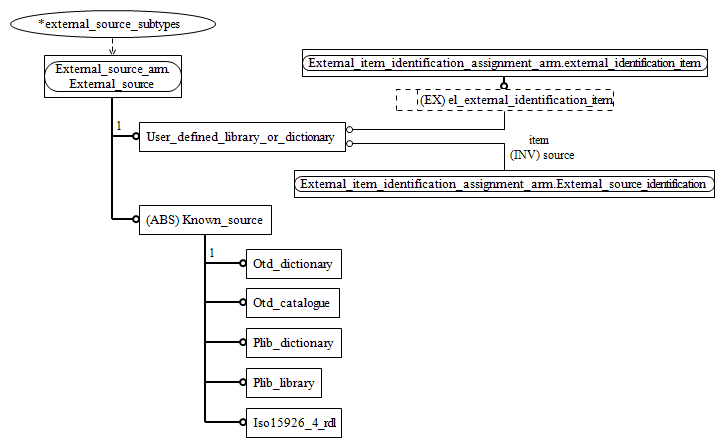 *external_source_subtypes
External_source_arm.
External_source
External_item_identification_assignment_arm.external_identification_item
(EX) el_external_identification_item
1
User_defined_library_or_dictionary
item
(INV) source
External_item_identification_assignment_arm.External_source_identification
(ABS) Known_source
1
Otd_dictionary
Otd_catalogue
Plib_dictionary
Plib_library
Iso15926_4_rdl